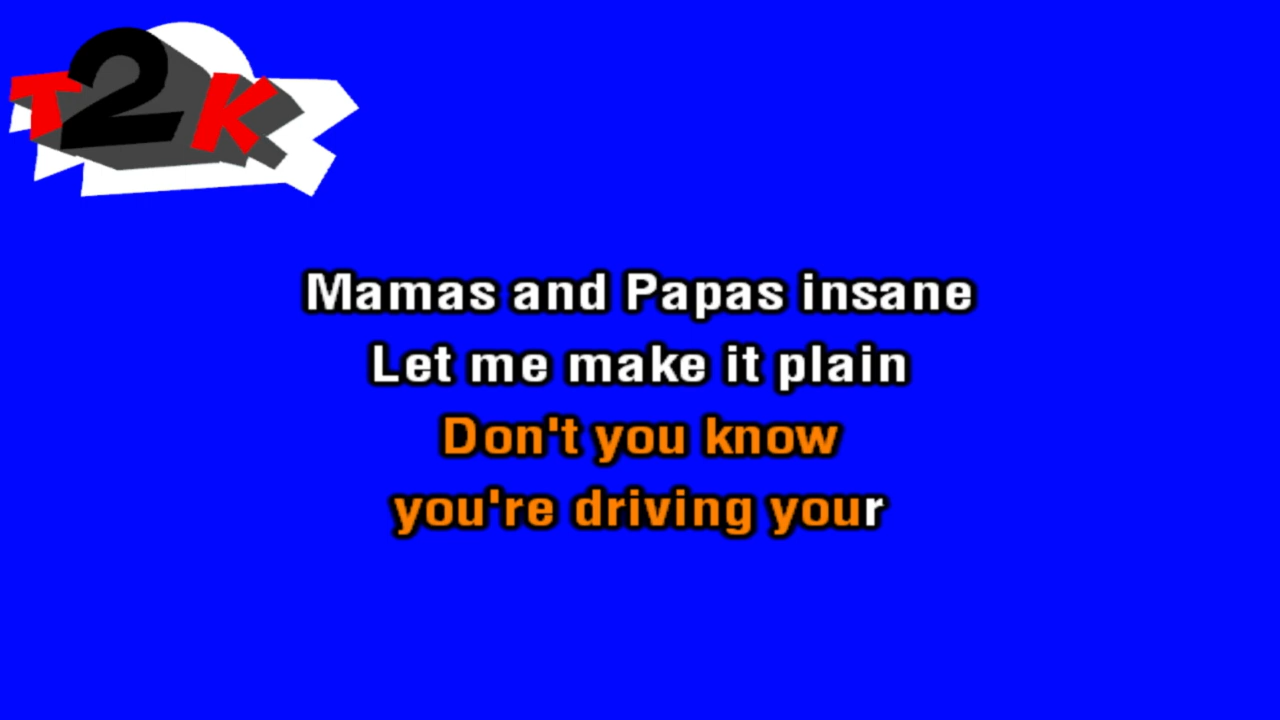 T2K
Mamas and Papas insane
Let me make it plain
Don't you know
you're driving your